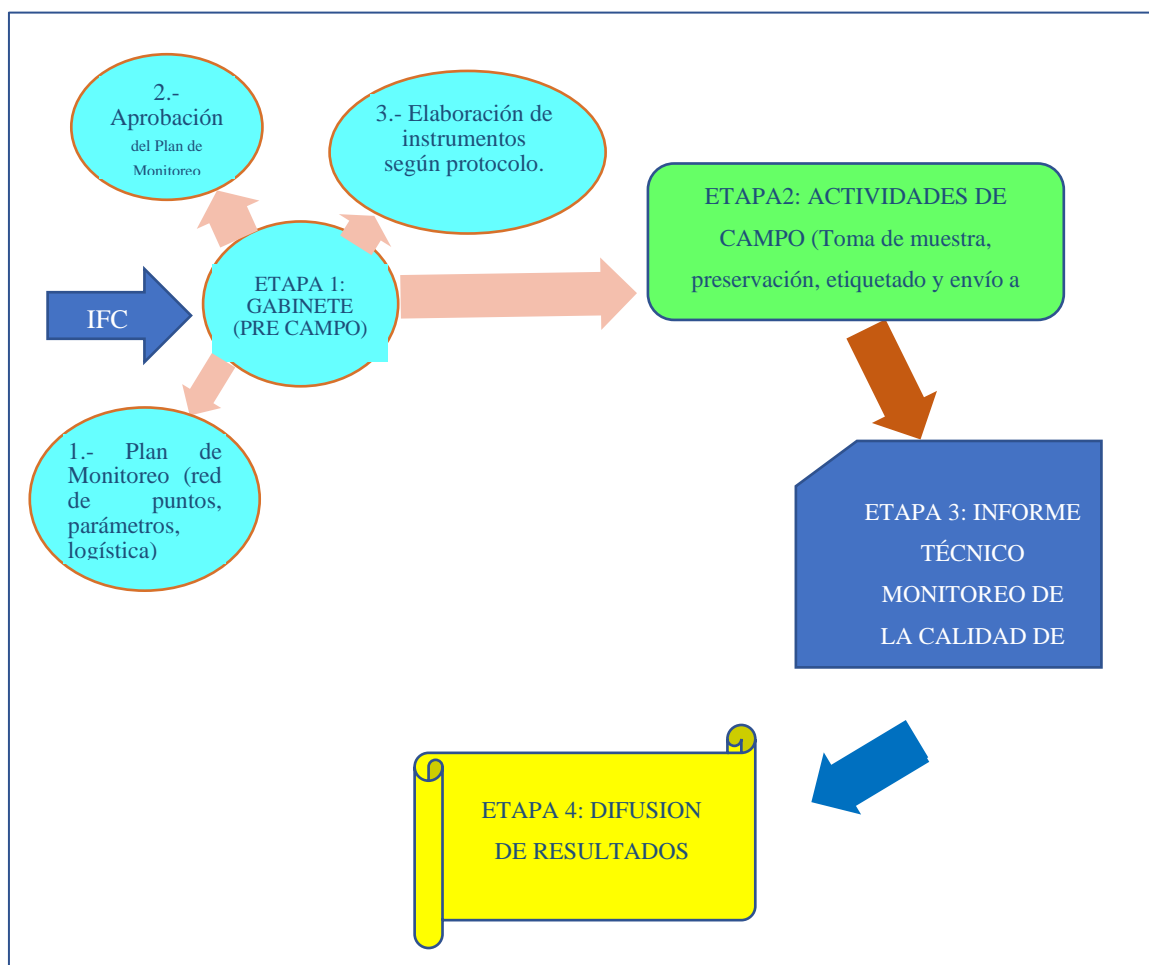 2.-
Aprobación
del Plan de
Monitoreo
3.- Elaboración de
instrumentos
según protocolo.
ETAPA2: ACTIVIDADES DE
CAMPO (Toma de muestra,
preservación, etiquetado y envío a
IFC
ETAPA 1:
GABINETE
(PRE CAMPO)
1.- Plan de
Monitoreo (red
de puntos,
parámetros,
logística)
ETAPA 3: INFORME
TÉCNICO
MONITOREO DE
LA CALIDAD DE
ETAPA 4: DIFUSION
DE RESULTADOS